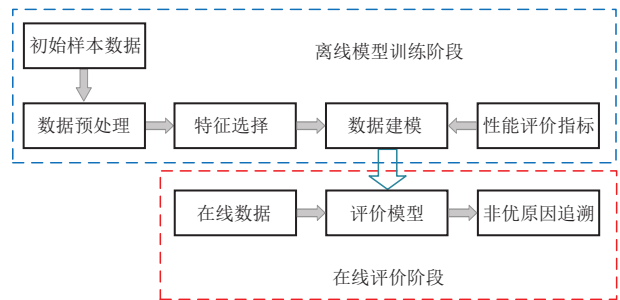 初始样本数据
离线模型训练阶段
数据预处理
特征选择
数据建模
性能评价指标
在线数据
评价模型
非优原因追溯
在线评价阶段